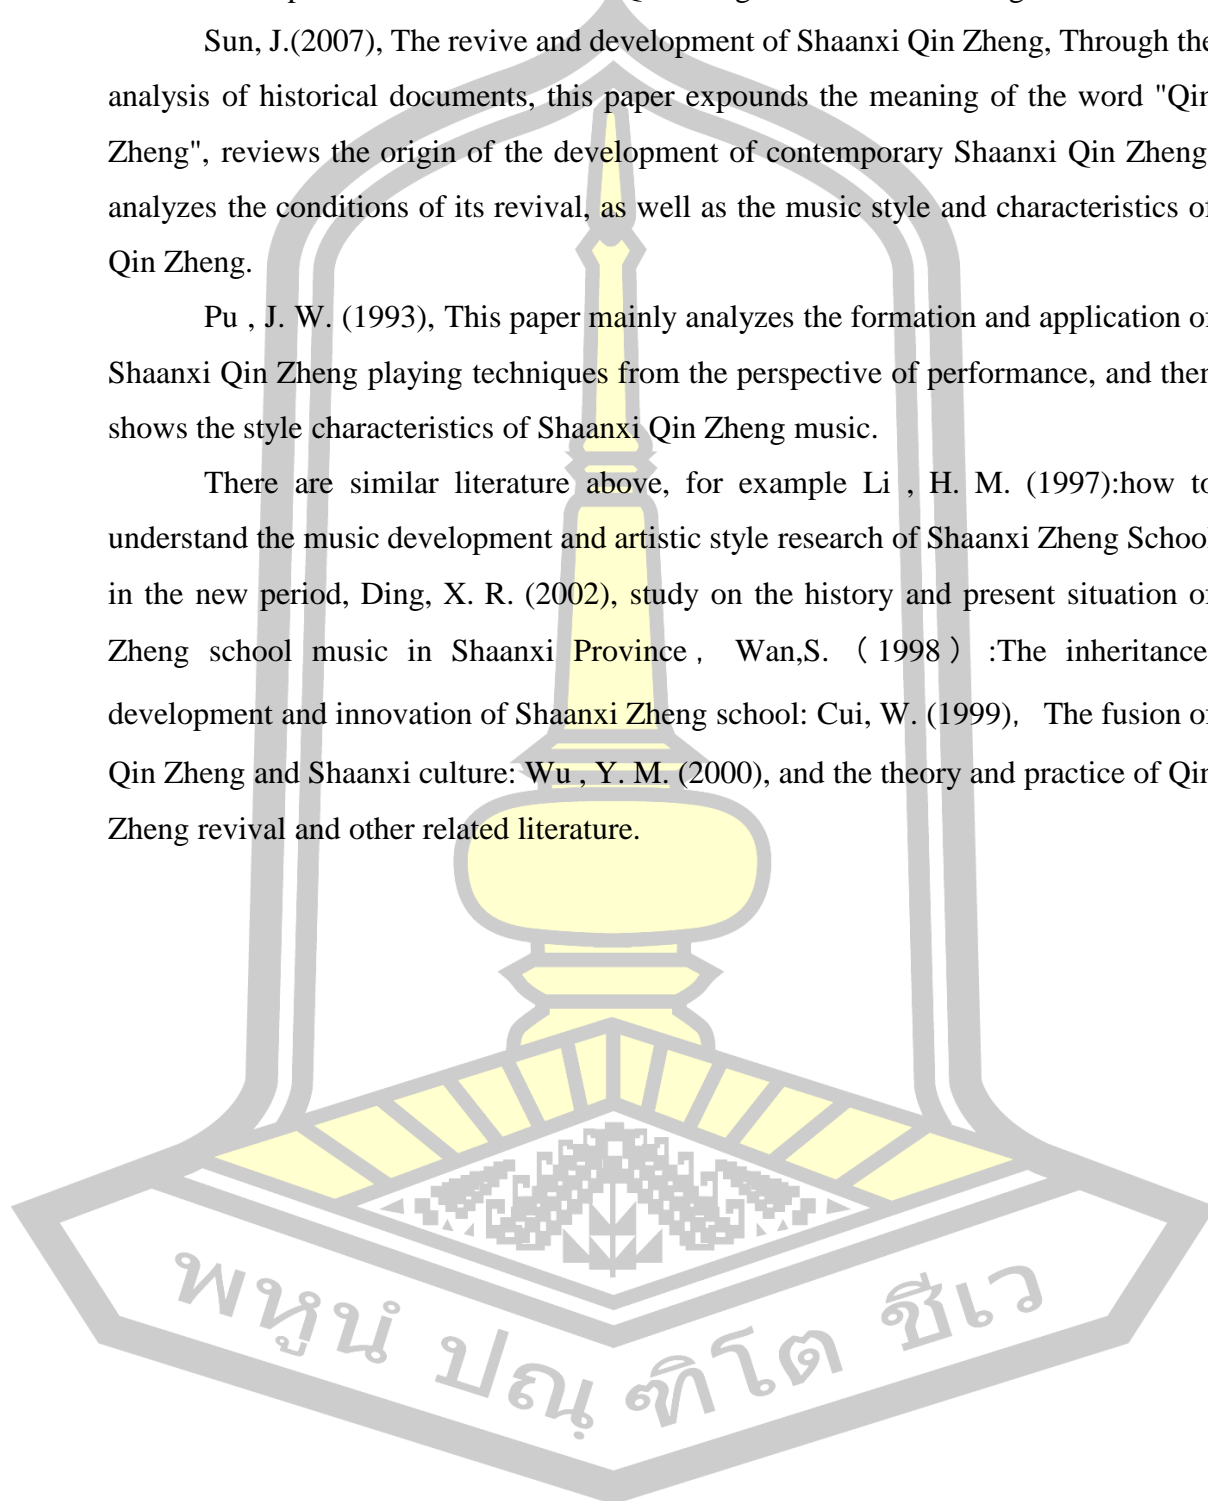 Sun, J.(2007), The revive and development of Shaanxi Qin Zheng, Through the
analysis of historical documents, this paper expounds the meaning of the word "Qin
Zheng", reviews the origin of the development of contemporary Shaanxi Qin Zheng
analyzes the conditions of its revival, as well as the music style and characteristics of
Qin Zheng.
Pu , J. W. (1993), This paper mainly analyzes the formation and application of
Shaanxi Qin Zheng playing techniques from the perspective of performance, and then
shows the style characteristics of Shaanxi Qin Zheng music.
There are similar literature above, for example Li , H. M. (1997):how to
understand the music development and artistic style research of Shaanxi Zheng School
in the new period, Ding, X. R. (2002), study on the history and present situation of
Zheng school music in Shaanxi Province， Wan,S.（1998）:The inheritance
development and innovation of Shaanxi Zheng school: Cui, W. (1999)， The fusion of
Qin Zheng and Shaanxi culture: Wu , Y. M. (2000), and the theory and practice of Qin
Zheng revival and other related literature.
พหูนํ ปณฺฑิโต ชีเว